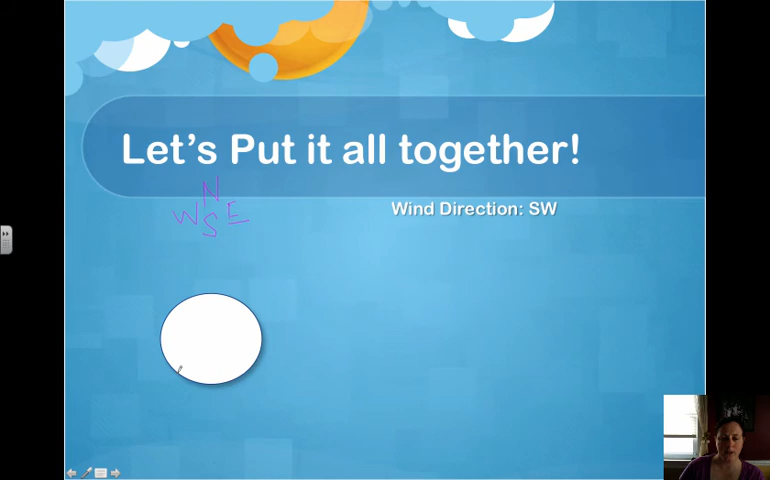 Let's Put it all together!
N
W E
S
Wind Direction: SW